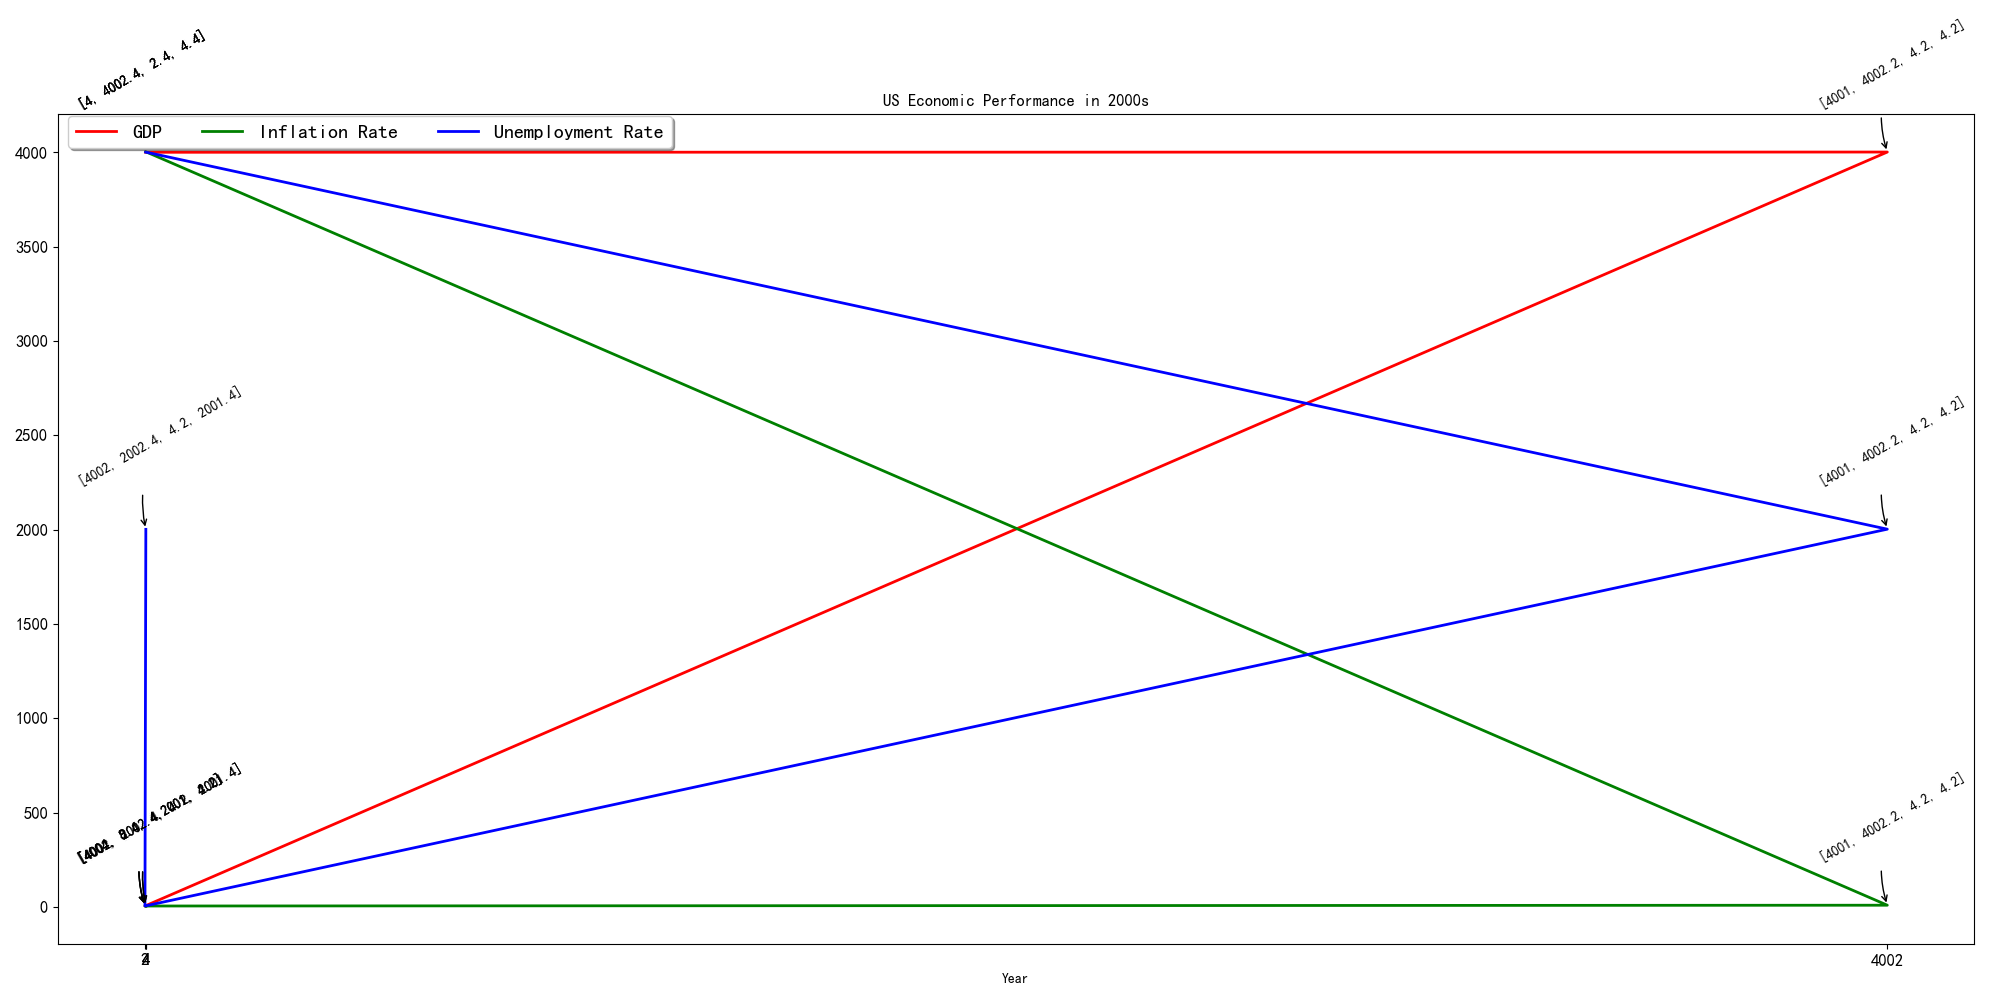 [4, 4002.4, 2.4, 4.4]
[4001, 4002.2, 4.2, 4.2]
US Economic Performance in 2000s
GDP Inflation Rate Unemployment Rate
4000
3500
3000
2500
[4002, 2002.4, 4.2, 2001.4]
[4001, 4002.2, 4.2, 4.2]
2000
1500
1000
500
[4001, 4002.2, 4.2, 4.2]
0
4002
Year